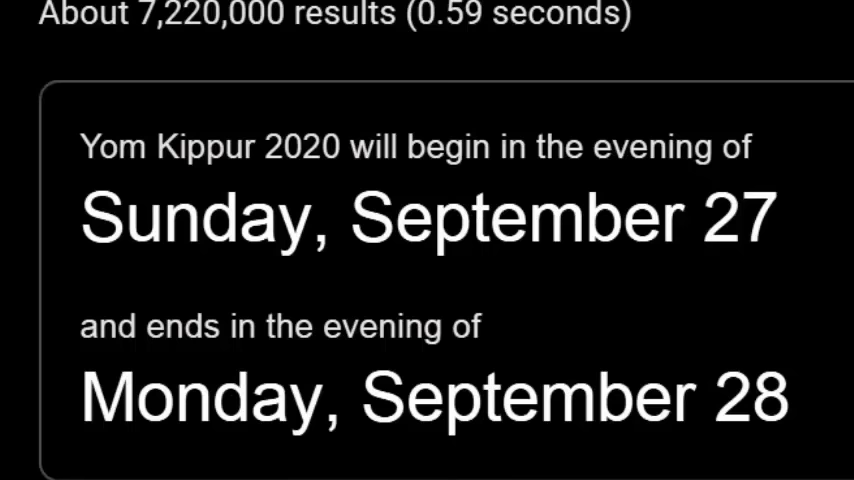 About 7,220,000 results (0.59 seconds)
Yom Kippur 2020 will begin in the evening of
Sunday, September 27
and ends in the evening of
Monday, September 28